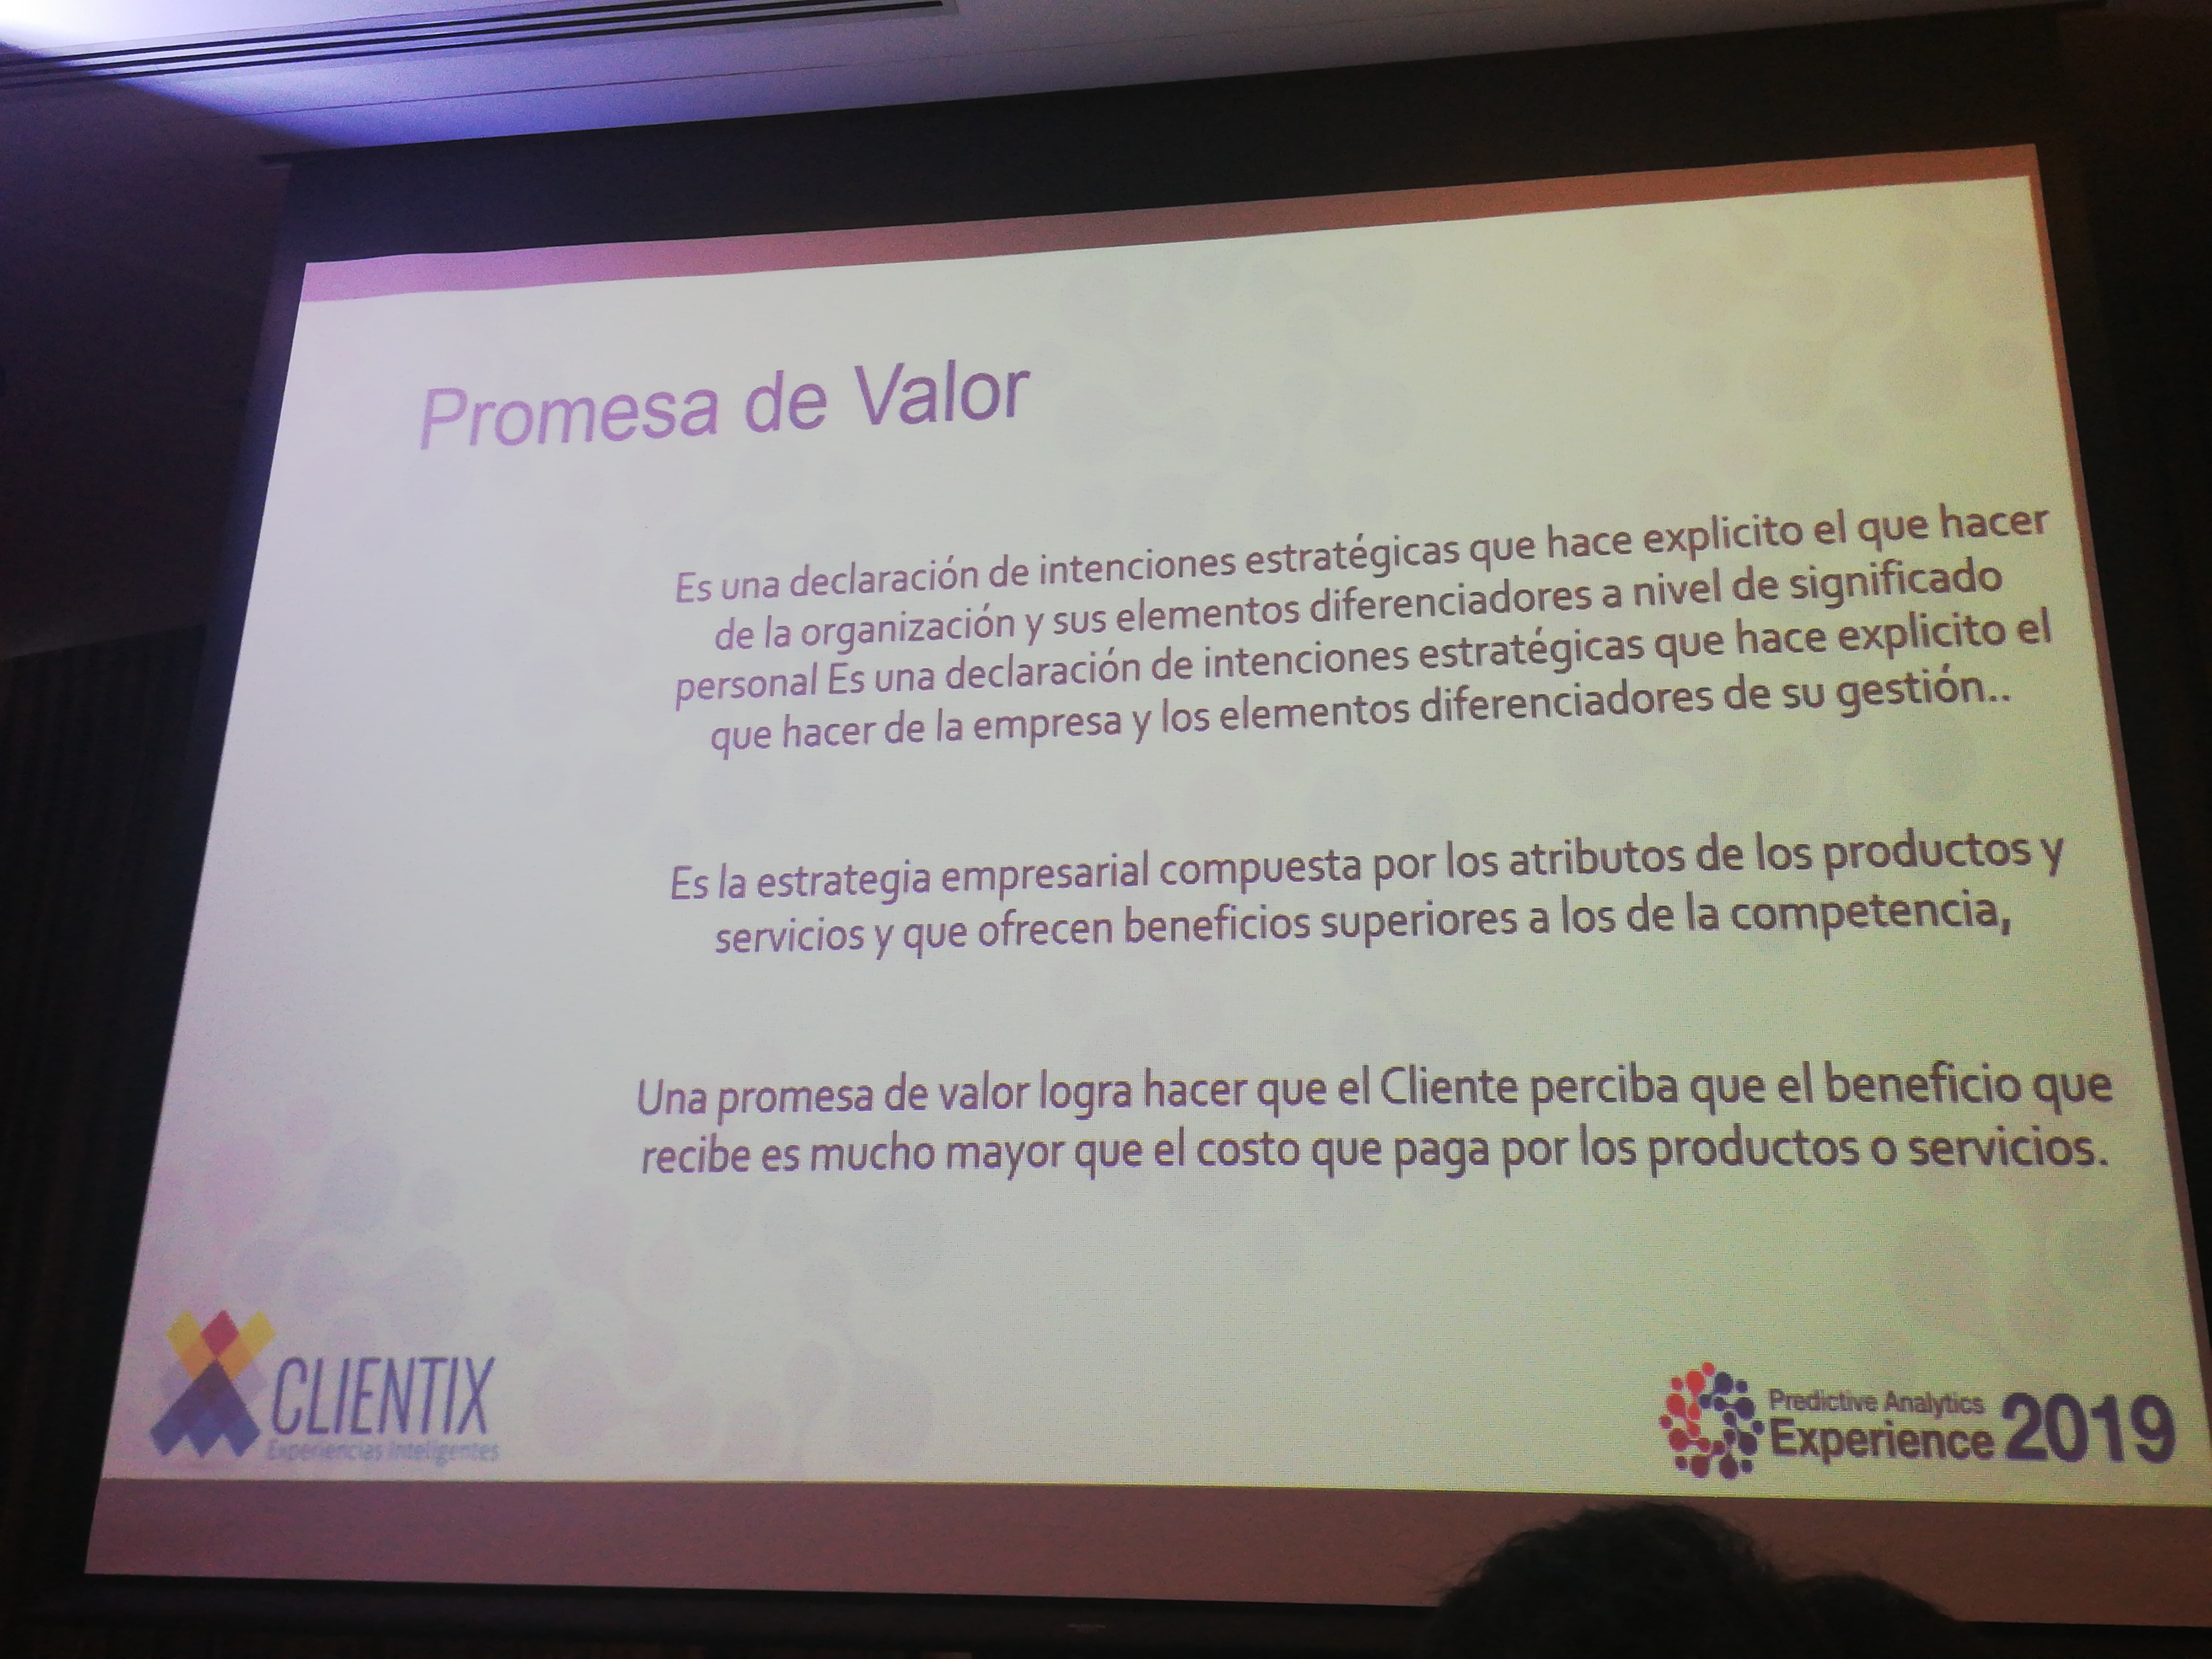 Promesa de Valor
Es una declaración de intenciones estratégicas que hace explicito el que hacer
de la organización y sus elementos diferenciadores a nivel de significado
personal Es una declaración de intenciones estratégicas que hace explicito el
que hacer de la empresa y los elementos diferenciadores de su gestión..
Es la estrategia empresarial compuesta por los atributos de los productos y
servicios y que ofrecen beneficios superiores a los de la competencia,
Una promesa de valor logra hacer que el Cliente perciba que el beneficio que
recibe es mucho mayor que el costo que paga por los productos o servicios.
CLIENTIX
Experiencias Inteligentes
Predictive Analytics
Experience 2019